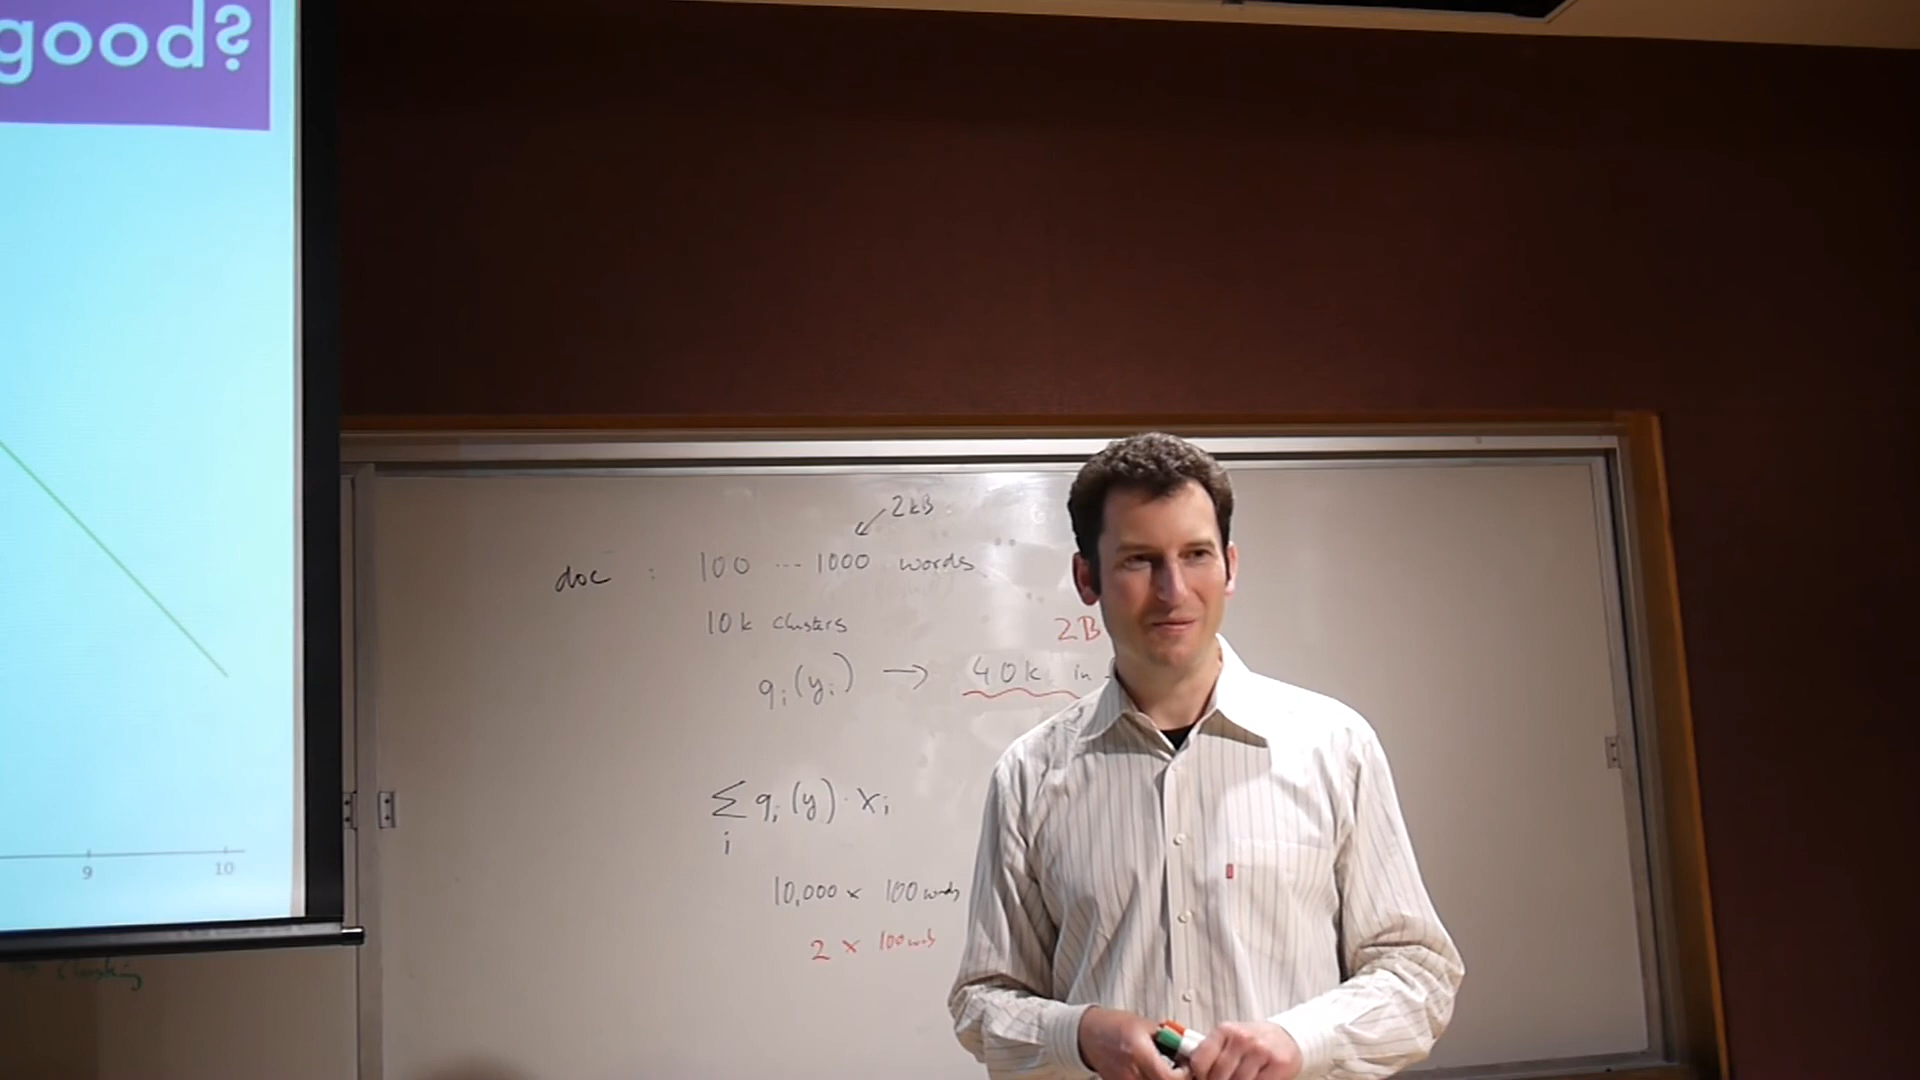 good?
9 10
2kB
doc : 100 ... 1000 words
10k clusters
2B
qi(yi) → 40k in
∑ qi(y) · xi
i
10,000 x 100 words
2 x 100 words